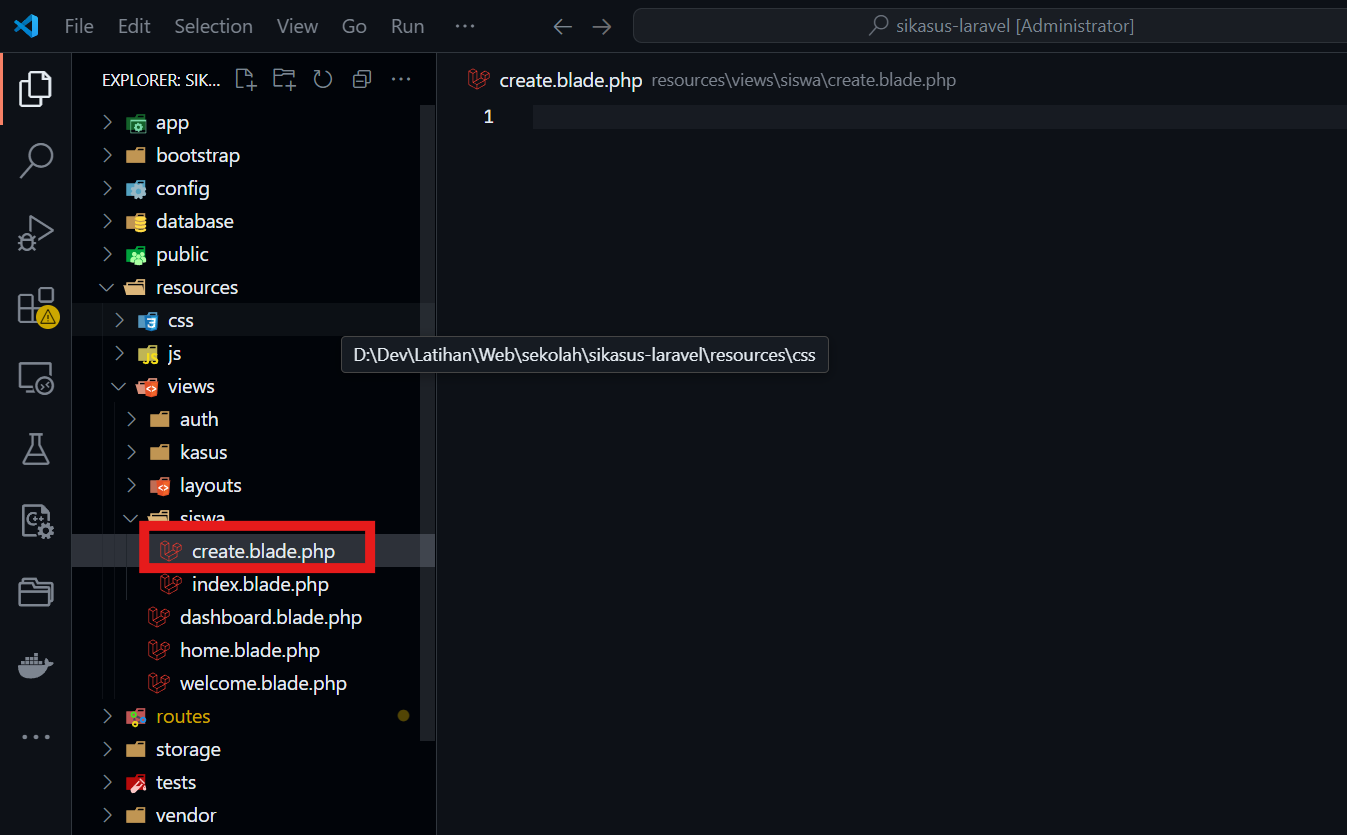 File Edit Selection View Go Run ···
sikasus-laravel [Administrator]
EXPLORER: SIK...
create.blade.php resources\views\siswa\create.blade.php
1
app
bootstrap
config
database
public
resources
css
js
D:\Dev\Latihan\Web\sekolah\sikasus-laravel\resources\css
views
auth
kasus
layouts
siswa
create.blade.php
index.blade.php
dashboard.blade.php
home.blade.php
welcome.blade.php
routes
storage
tests
vendor